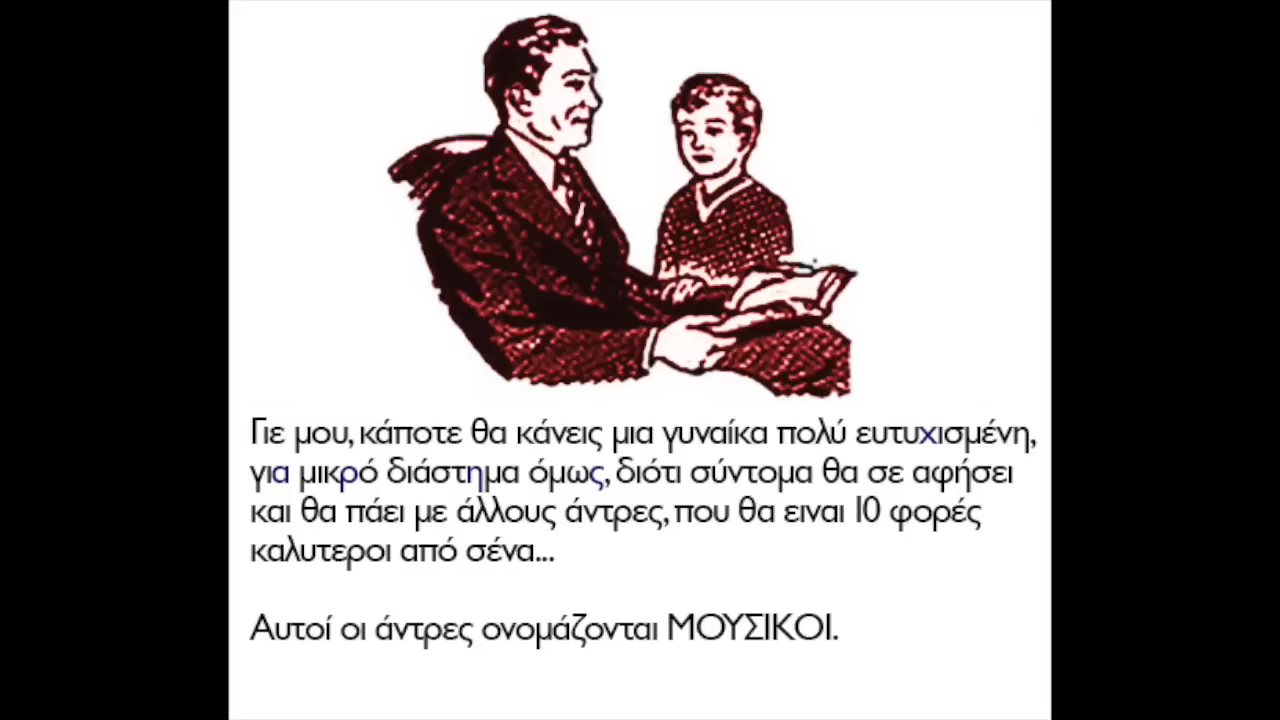 Γιε μου, κάποτε θα κάνεις μια γυναίκα πολύ ευτυχισμένη,
για μικρό διάστημα όμως, διότι σύντομα θα σε αφήσει
και θα πάει με άλλους άντρες, που θα ειναι 10 φορές
καλυτεροι από σένα...
Αυτοί οι άντρες ονομάζονται ΜΟΥΣΙΚΟΙ.